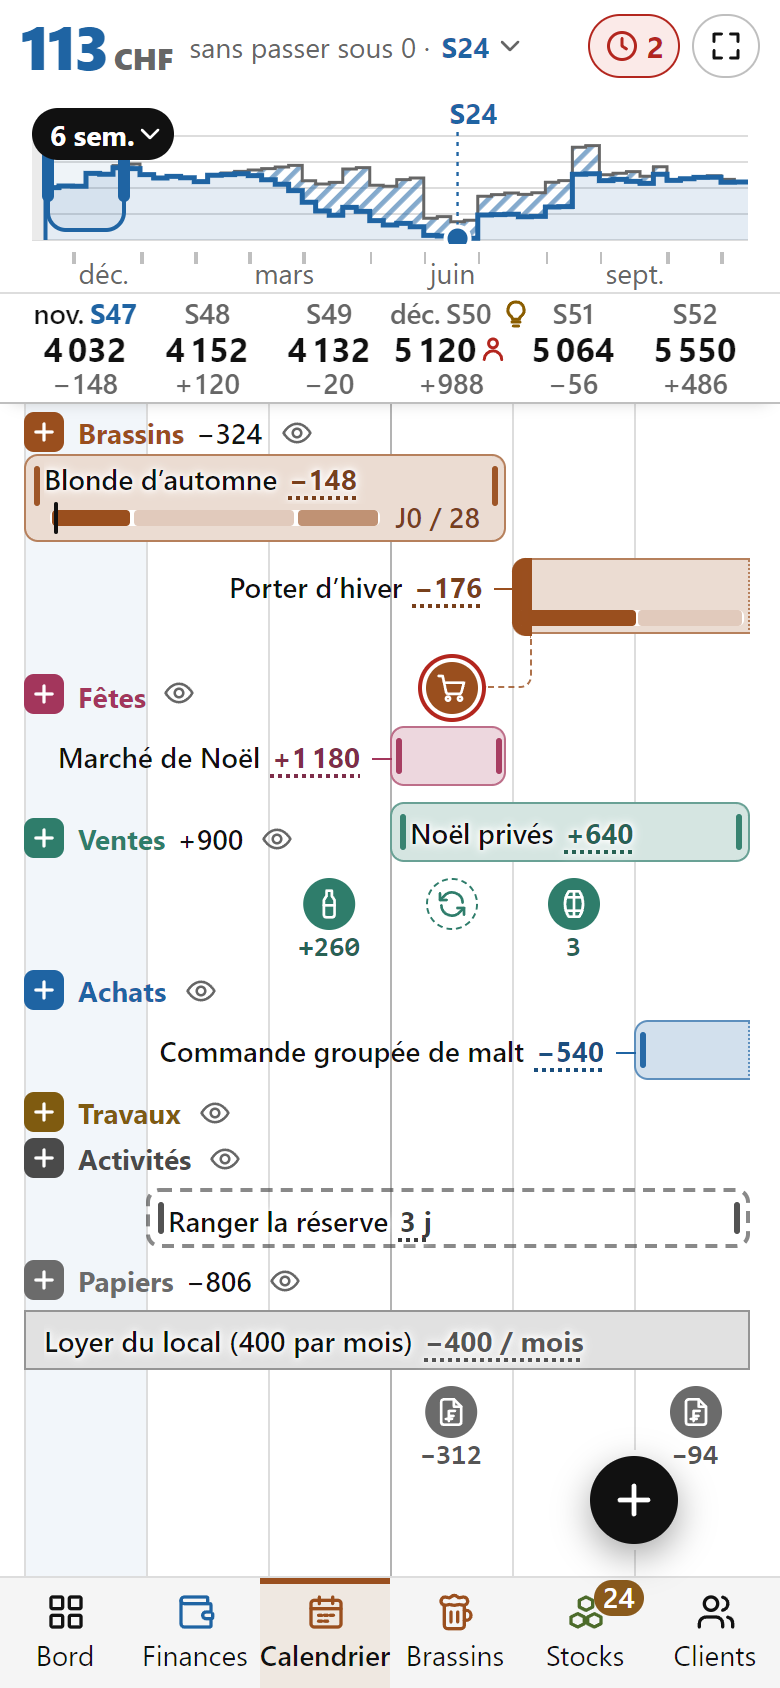 113 CHF sans passer sous 0 · S24
2
S24
6 sem.
déc. mars juin sept.
nov. S47 S48 S49 déc. S50 S51 S52
4 032 4 152 4 132 5 120 5 064 5 550
−148 +120 −20 +988 −56 +486
Brassins −324
Blonde d’automne −148
J0 / 28
Porter d’hiver −176
Fêtes
Marché de Noël +1 180
Ventes +900
Noël privés +640
+260 3
Achats
Commande groupée de malt −540
Travaux
Activités
Ranger la réserve 3 j
Papiers −806
Loyer du local (400 par mois) −400 / mois
−312 −94
24
Bord Finances Calendrier Brassins Stocks Clients